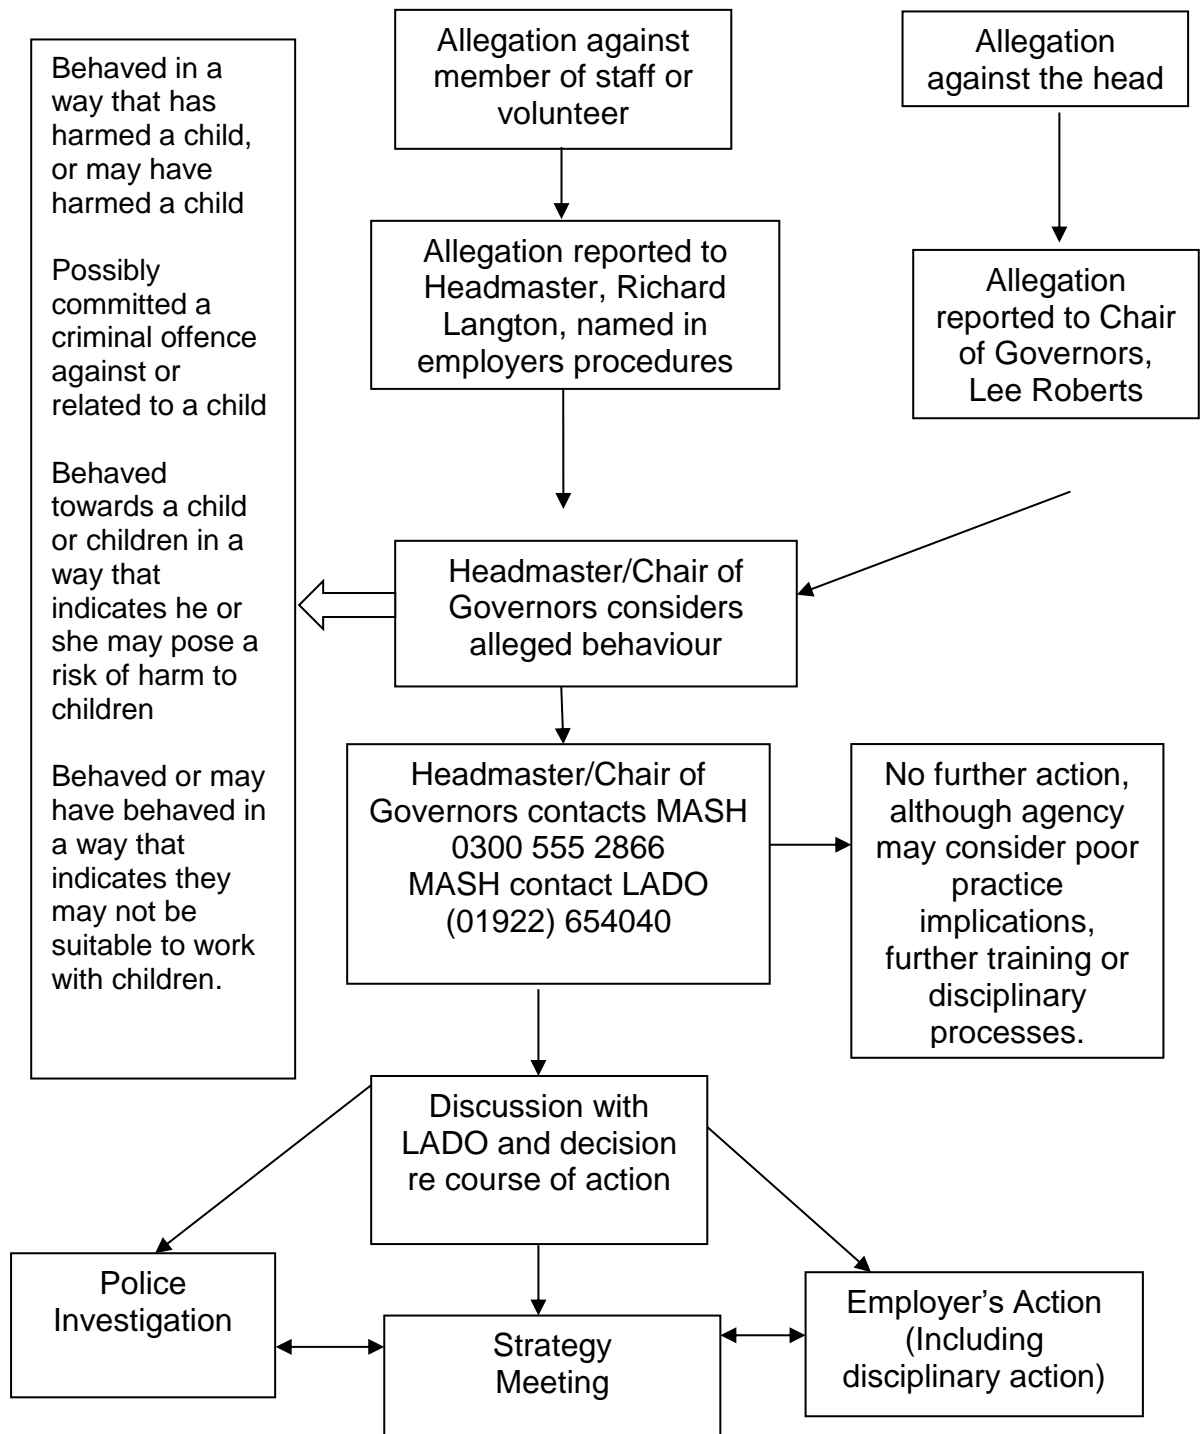 Behaved in a
way that has
harmed a child,
or may have
harmed a child
Possibly
committed a
criminal offence
against or
related to a child
Behaved
towards a child
or children in a
way that
indicates he or
she may pose a
risk of harm to
children
Behaved or may
have behaved in
a way that
indicates they
may not be
suitable to work
with children.
Allegation against
member of staff or
volunteer
Allegation
against the head
Allegation reported to
Headmaster, Richard
Langton, named in
employers procedures
Allegation
reported to Chair
of Governors,
Lee Roberts
Headmaster/Chair of
Governors considers
alleged behaviour
Headmaster/Chair of
Governors contacts MASH
0300 555 2866
MASH contact LADO
(01922) 654040
No further action,
although agency
may consider poor
practice
implications,
further training or
disciplinary
processes.
Discussion with
LADO and decision
re course of action
Police
Investigation
Strategy
Meeting
Employer’s Action
(Including
disciplinary action)